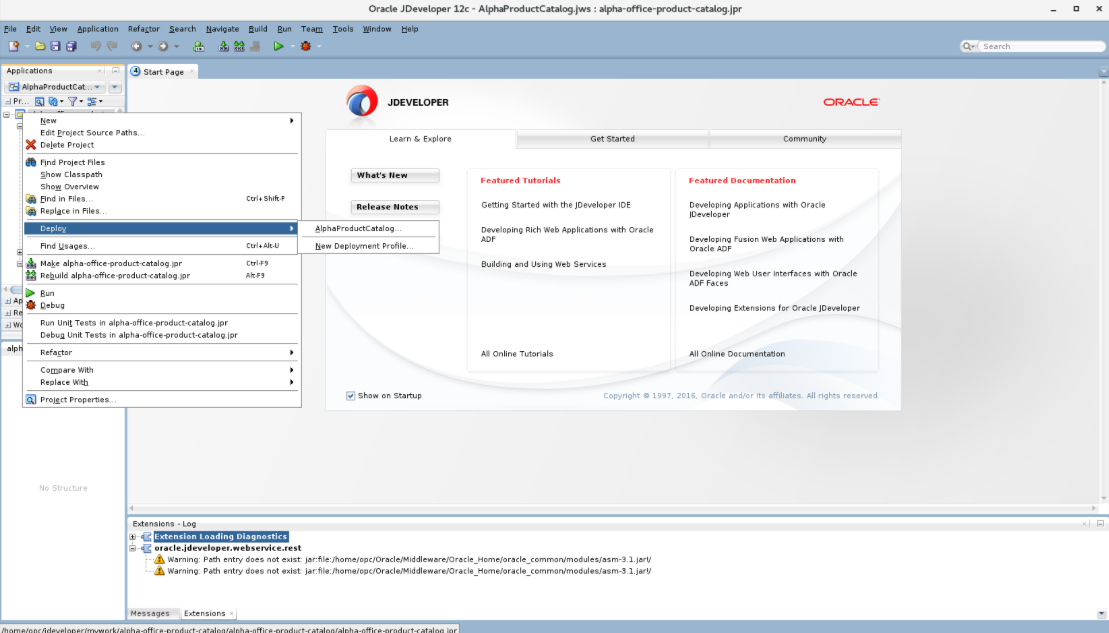 Oracle JDeveloper 12c - AlphaProductCatalog.jws : alpha-office-product-catalog.jpr
File Edit View Application Refactor Search Navigate Build Run Team Tools Window Help
Search
Applications
AlphaProductCat...
Pr...
Start Page
New
Edit Project Source Paths...
Delete Project
Find Project Files
Show Classpath
Show Overview
Find in Files... Ctrl+Shift-F
Replace in Files...
Deploy
Find Usages... Ctrl+Alt-U
Make alpha-office-product-catalog.jpr Ctrl-F9
Rebuild alpha-office-product-catalog.jpr Alt-F9
Run
Debug
Run Unit Tests in alpha-office-product-catalog.jpr
Debug Unit Tests in alpha-office-product-catalog.jpr
Refactor
Compare With
Replace With
Project Properties...
AlphaProductCatalog...
New Deployment Profile...
Ap
Re
Wo
alph
No Structure
JDEVELOPER
ORACLE
Learn & Explore
Get Started
Community
What's New
Release Notes
Featured Tutorials
Getting Started with the JDeveloper IDE
Developing Rich Web Applications with Oracle
ADF
Building and Using Web Services
All Online Tutorials
Featured Documentation
Developing Applications with Oracle
JDeveloper
Developing Fusion Web Applications with
Oracle ADF
Developing Web User Interfaces with Oracle
ADF Faces
Developing Extensions for Oracle JDeveloper
All Online Documentation
Show on Startup
Copyright © 1997, 2016, Oracle and/or its affiliates. All rights reserved.
Extensions - Log
Extension Loading Diagnostics
oracle.jdeveloper.webservice.rest
Warning: Path entry does not exist: jar:file:/home/opc/Oracle/Middleware/Oracle_Home/oracle_common/modules/asm-3.1.jar!/
Warning: Path entry does not exist: jar:file:/home/opc/Oracle/Middleware/Oracle_Home/oracle_common/modules/asm-3.1.jar!/
Messages
Extensions
/home/opc/jdeveloper/mywork/alpha-office-product-catalog/alpha-office-product-catalog/alpha-office-product-catalog.jpr